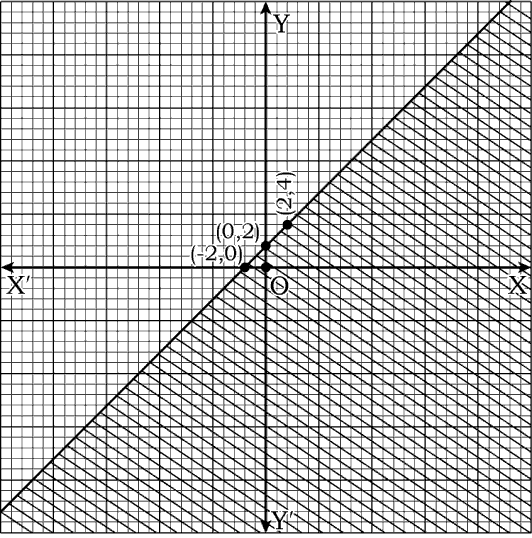 Y
(2,4)
(0,2)
(-2,0)
X′ O X
Y′